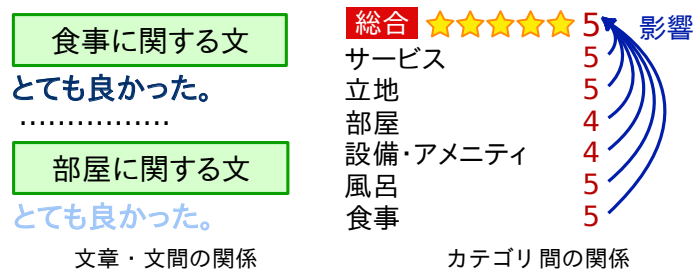 食事に関する文
とても良かった。
................
部屋に関する文
とても良かった。
文章・文間の関係
総合 ★★★★★ 5 影響
サービス 5
立地 5
部屋 4
設備・アメニティ 4
風呂 5
食事 5
カテゴリ間の関係